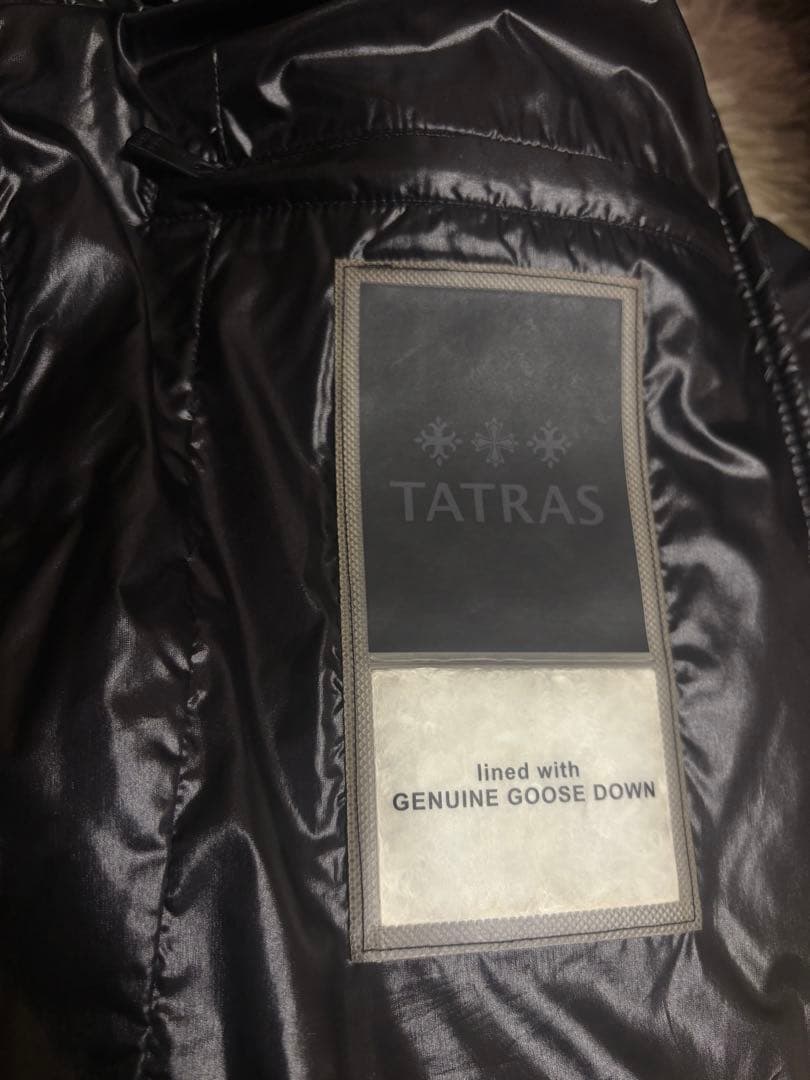 TATRAS
lined with
GENUINE GOOSE DOWN